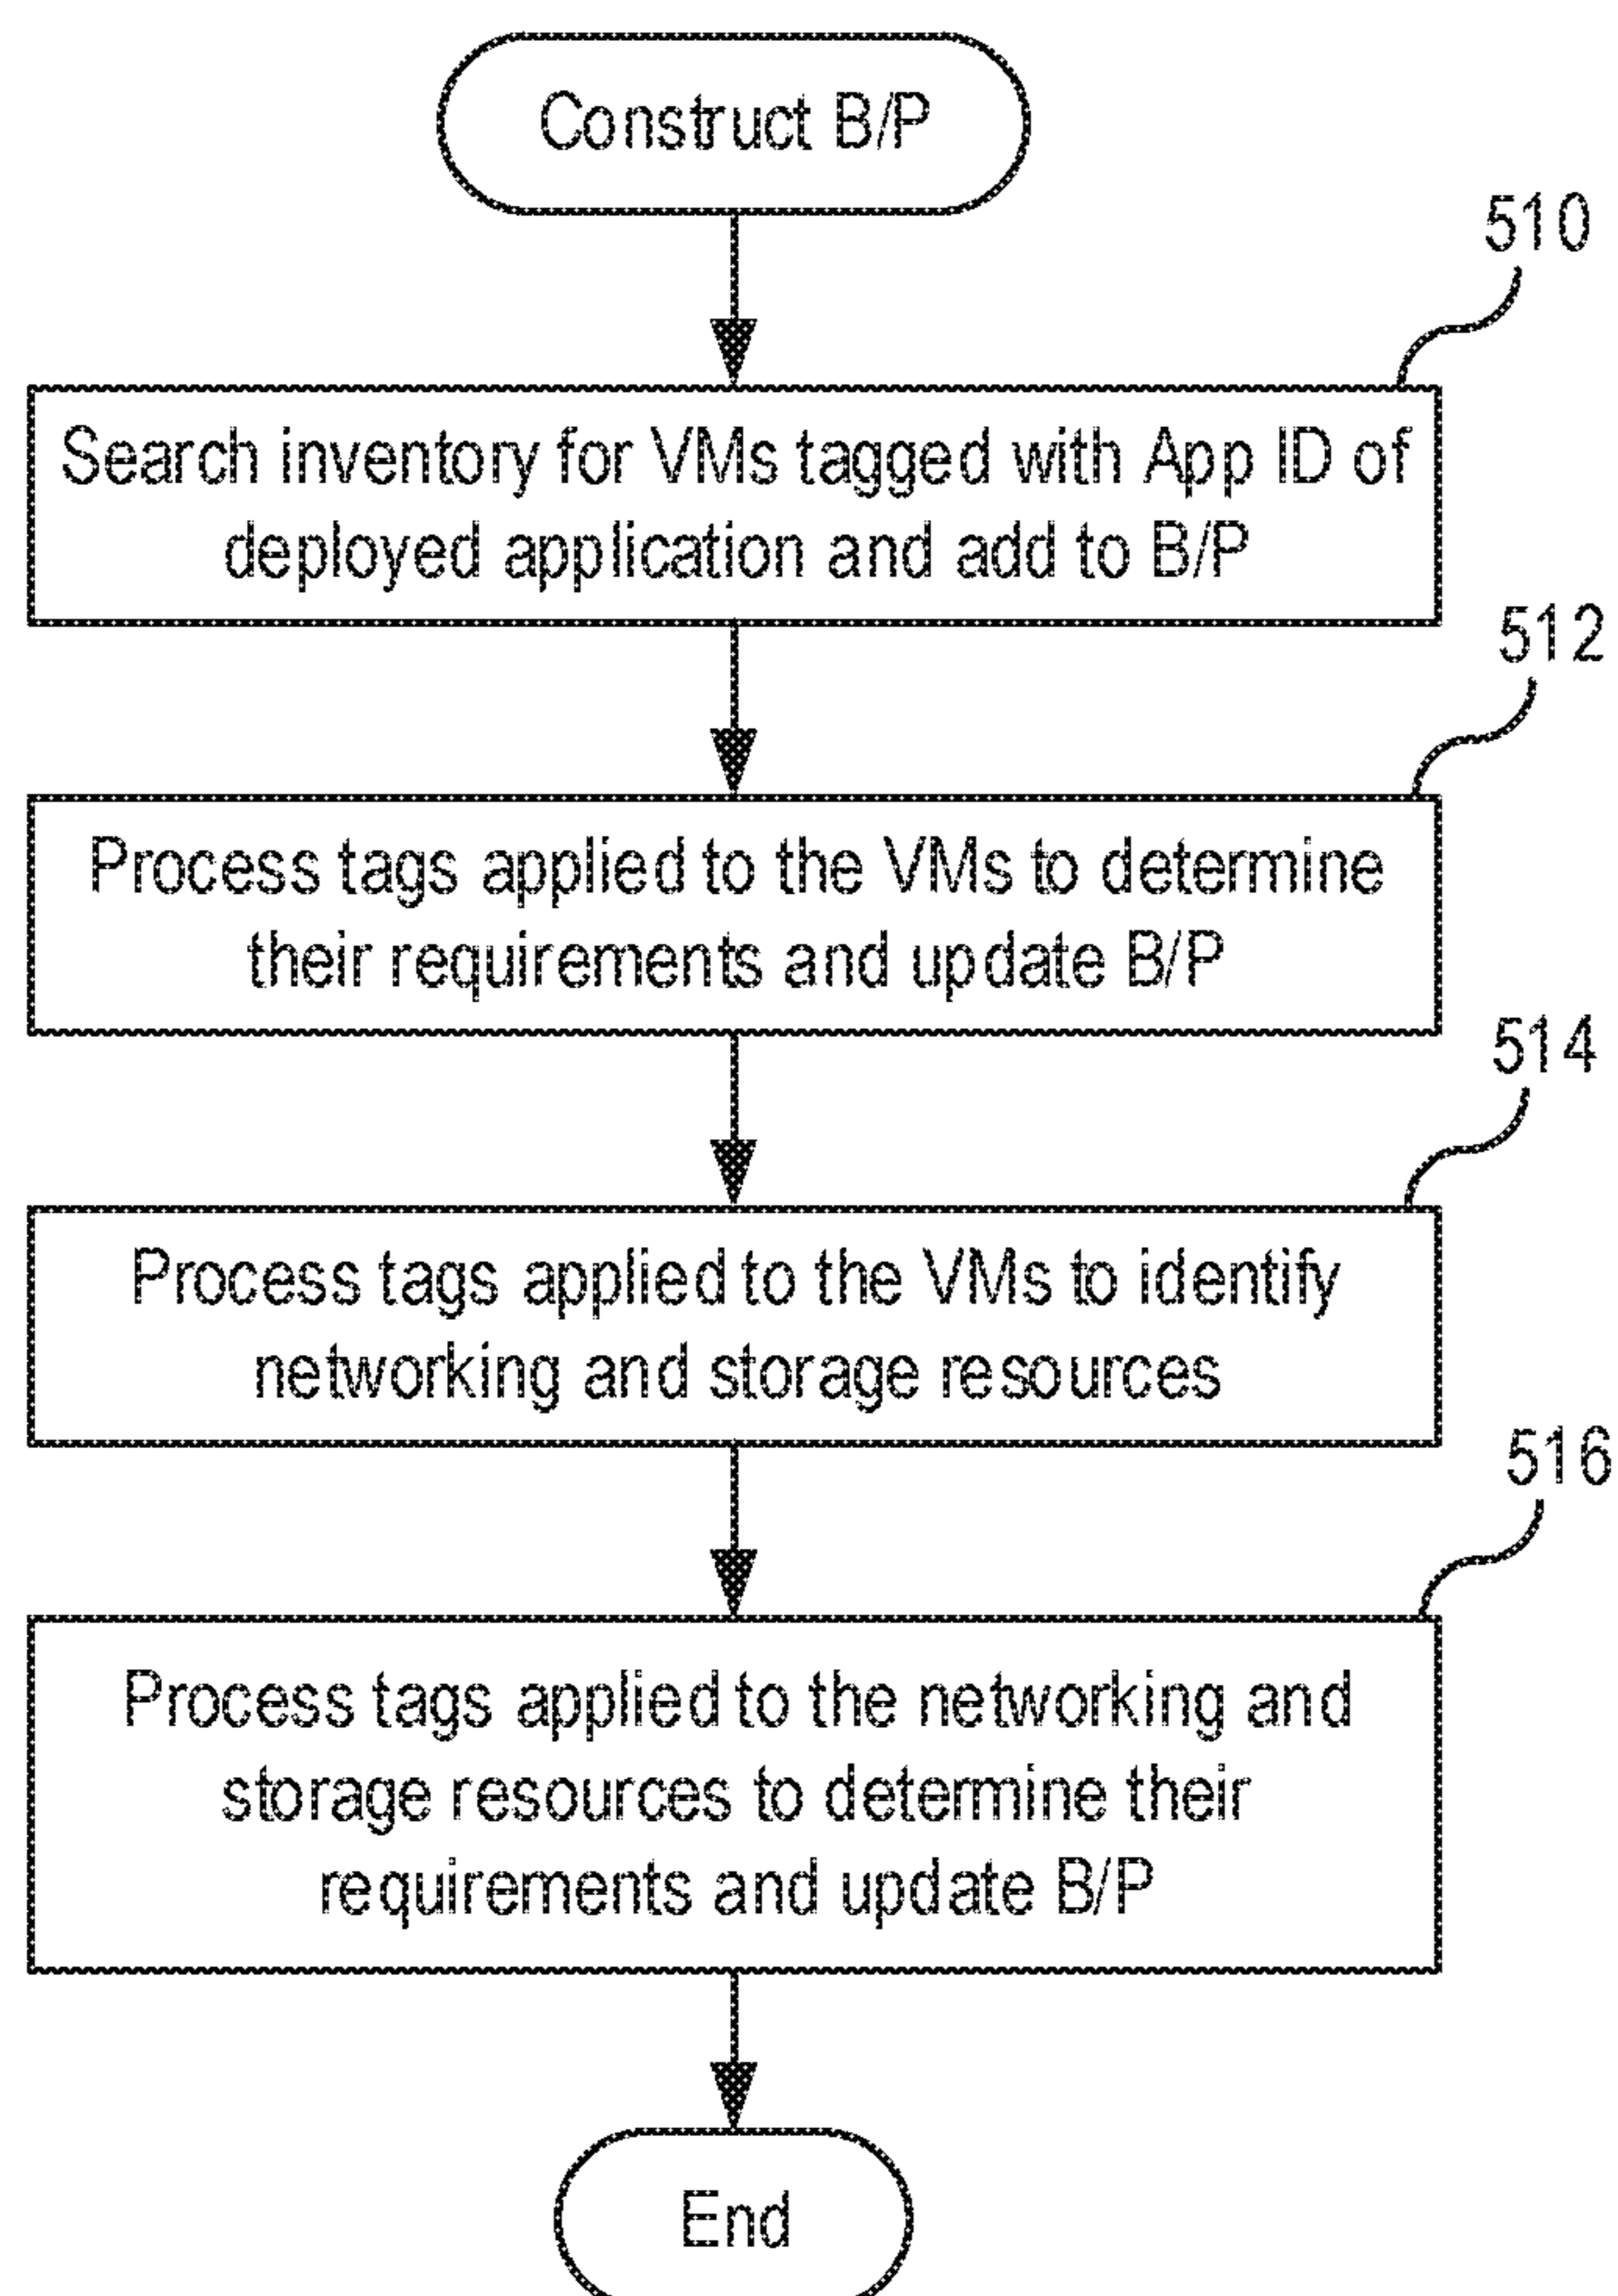 Construct B/P
510
Search inventory for VMs tagged with App ID of
deployed application and add to B/P
512
Process tags applied to the VMs to determine
their requirements and update B/P
514
Process tags applied to the VMs to identify
networking and storage resources
516
Process tags applied to the networking and
storage resources to determine their
requirements and update B/P
End